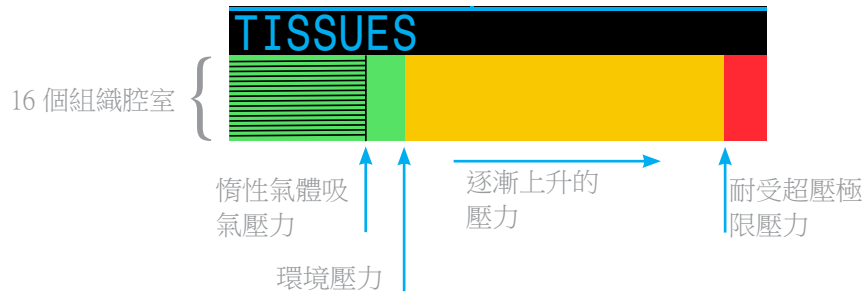 TISSUES
16 個組織腔室
惰性氣體吸
氣壓力
環境壓力
逐漸上升的
壓力
耐受超壓極
限壓力